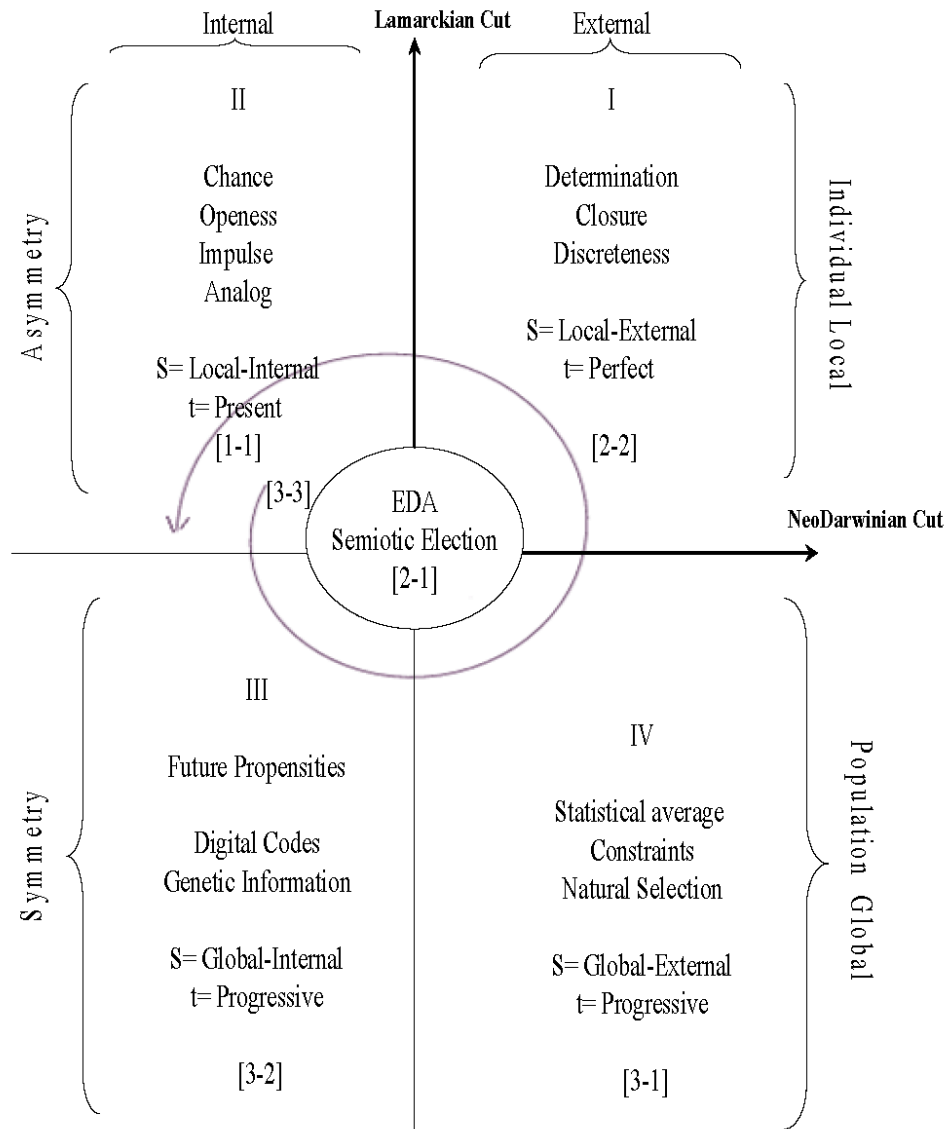 Internal
Lamarckian Cut
External
Asymmetry
II
Chance
Openess
Impulse
Analog
S= Local-Internal
t= Present
[1-1]
[3-3]
I
Determination
Closure
Discreteness
S= Local-External
t= Perfect
[2-2]
Individual Local
EDA
Semiotic Election
[2-1]
NeoDarwinian Cut
Symmetry
III
Future Propensities
Digital Codes
Genetic Information
S= Global-Internal
t= Progressive
[3-2]
IV
Statistical average
Constraints
Natural Selection
S= Global-External
t= Progressive
[3-1]
Population Global